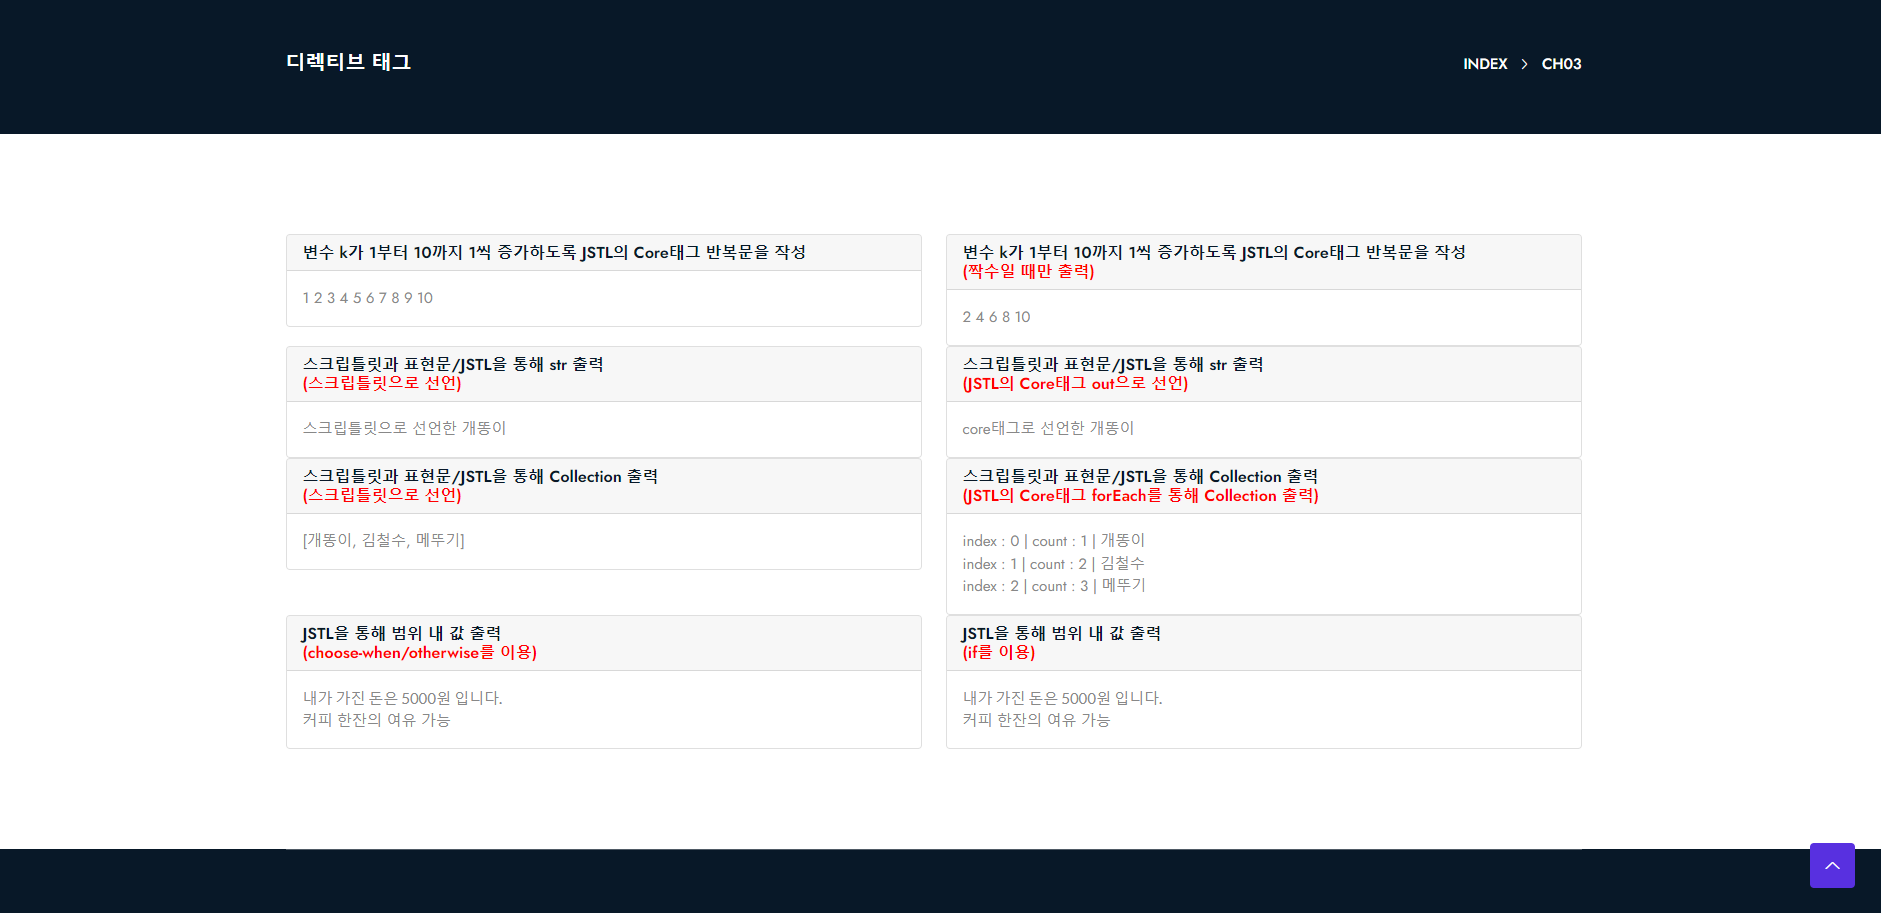 디렉티브 태그
INDEX > CH03
변수 k가 1부터 10까지 1씩 증가하도록 JSTL의 Core태그 반복문을 작성
1 2 3 4 5 6 7 8 9 10
변수 k가 1부터 10까지 1씩 증가하도록 JSTL의 Core태그 반복문을 작성
(짝수일 때만 출력)
2 4 6 8 10
스크립틀릿과 표현문/JSTL을 통해 str 출력
(스크립틀릿으로 선언)
스크립틀릿으로 선언한 개똥이
스크립틀릿과 표현문/JSTL을 통해 str 출력
(JSTL의 Core태그 out으로 선언)
core태그로 선언한 개똥이
스크립틀릿과 표현문/JSTL을 통해 Collection 출력
(스크립틀릿으로 선언)
[개똥이, 김철수, 메뚜기]
스크립틀릿과 표현문/JSTL을 통해 Collection 출력
(JSTL의 Core태그 forEach를 통해 Collection 출력)
index : 0 | count : 1 | 개똥이
index : 1 | count : 2 | 김철수
index : 2 | count : 3 | 메뚜기
JSTL을 통해 범위 내 값 출력
(choose-when/otherwise를 이용)
내가 가진 돈은 5000원 입니다.
커피 한잔의 여유 가능
JSTL을 통해 범위 내 값 출력
(if를 이용)
내가 가진 돈은 5000원 입니다.
커피 한잔의 여유 가능